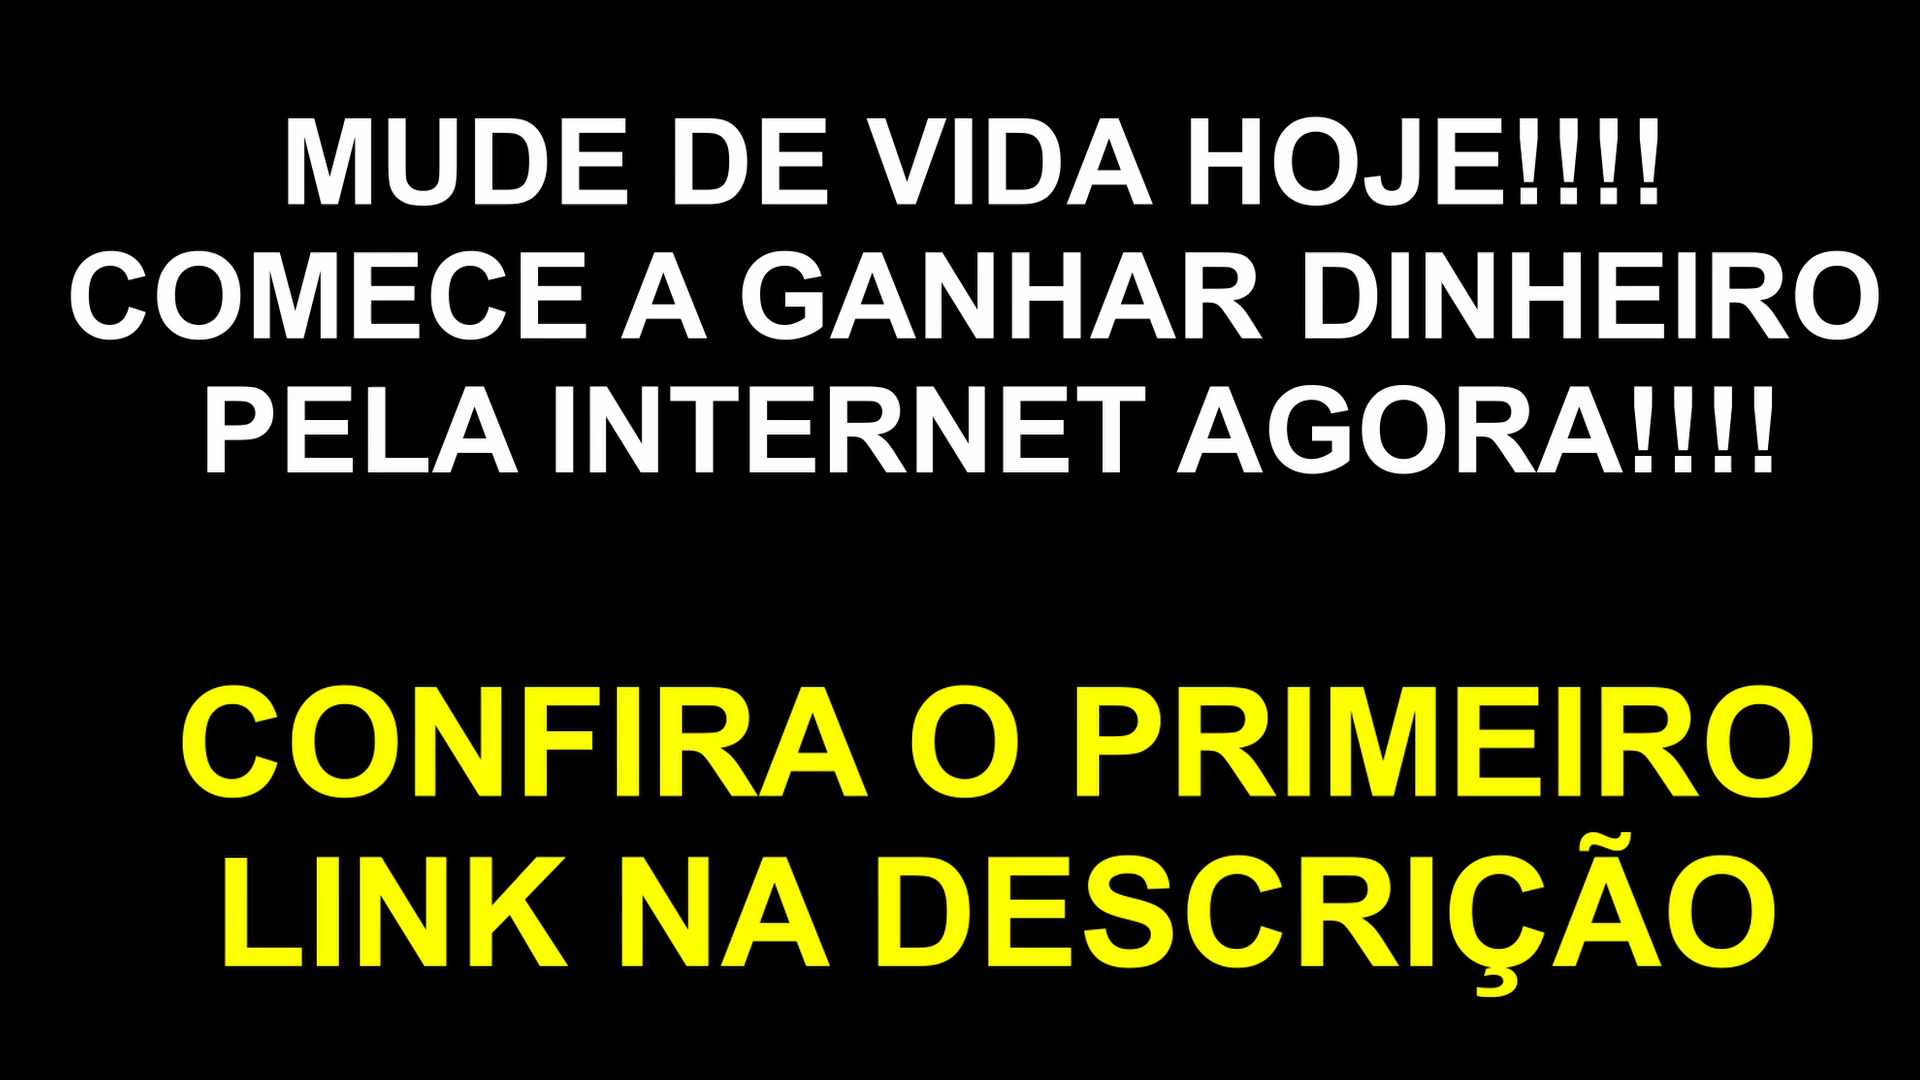 MUDE DE VIDA HOJE!!!!
COMECE A GANHAR DINHEIRO
PELA INTERNET AGORA!!!!
CONFIRA O PRIMEIRO
LINK NA DESCRIÇÃO